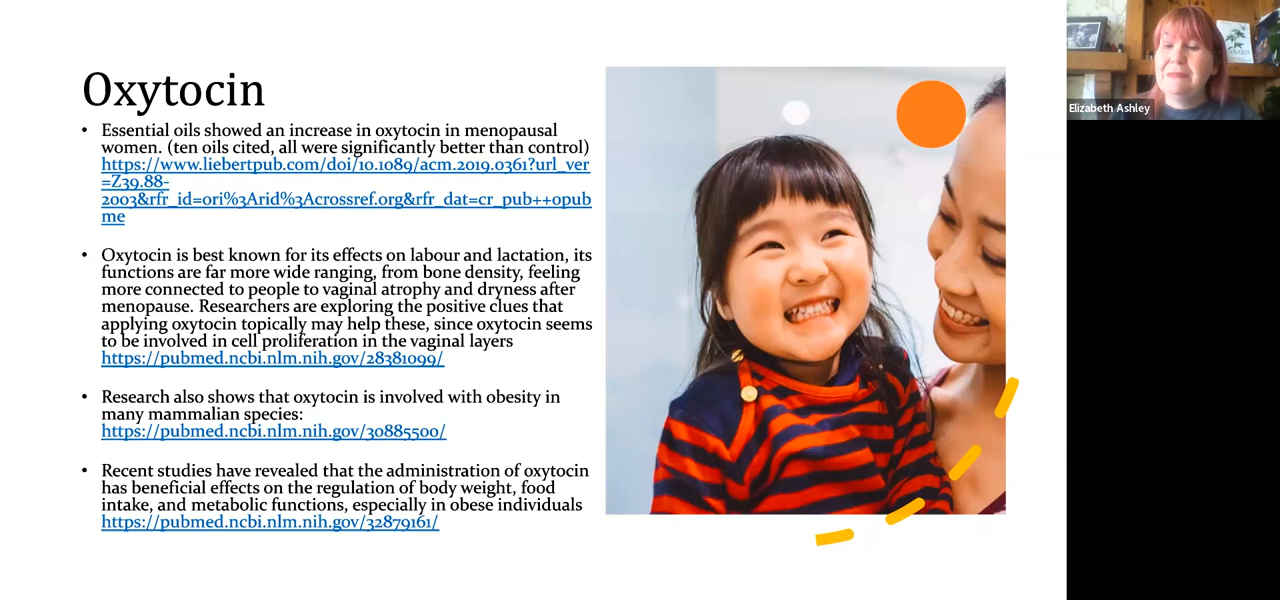 Oxytocin
• Essential oils showed an increase in oxytocin in menopausal
women. (ten oils cited, all were significantly better than control)
https://www.liebertpub.com/doi/10.1089/acm.2019.0361?url_ver
=Z39.88-
2003&rfr_id=ori%3Arid%3Acrossref.org&rfr_dat=cr_pub++0pub
me
• Oxytocin is best known for its effects on labour and lactation, its
functions are far more wide ranging, from bone density, feeling
more connected to people to vaginal atrophy and dryness after
menopause. Researchers are exploring the positive clues that
applying oxytocin topically may help these, since oxytocin seems
to be involved in cell proliferation in the vaginal layers
https://pubmed.ncbi.nlm.nih.gov/28381099/
• Research also shows that oxytocin is involved with obesity in
many mammalian species:
https://pubmed.ncbi.nlm.nih.gov/30885500/
• Recent studies have revealed that the administration of oxytocin
has beneficial effects on the regulation of body weight, food
intake, and metabolic functions, especially in obese individuals
https://pubmed.ncbi.nlm.nih.gov/32879161/
Elizabeth Ashley